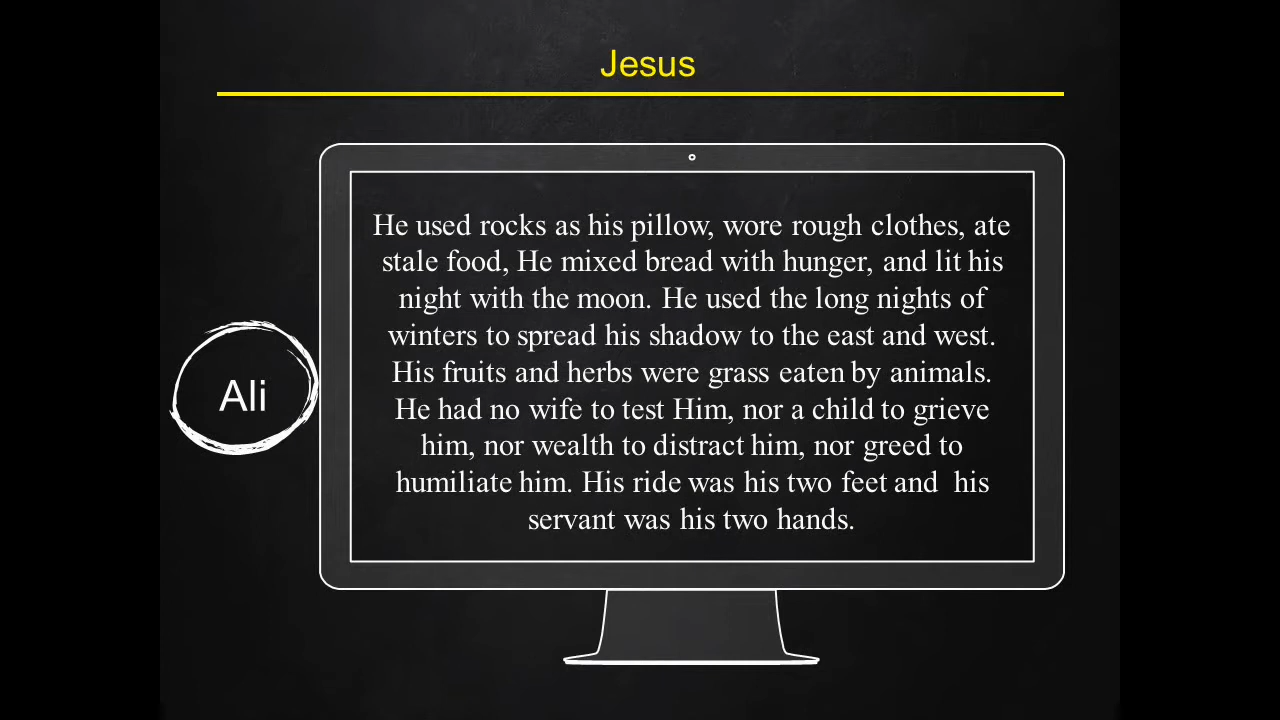 Jesus
He used rocks as his pillow, wore rough clothes, ate
stale food, He mixed bread with hunger, and lit his
night with the moon. He used the long nights of
winters to spread his shadow to the east and west.
His fruits and herbs were grass eaten by animals.
He had no wife to test Him, nor a child to grieve
him, nor wealth to distract him, nor greed to
humiliate him. His ride was his two feet and  his
servant was his two hands.
Ali